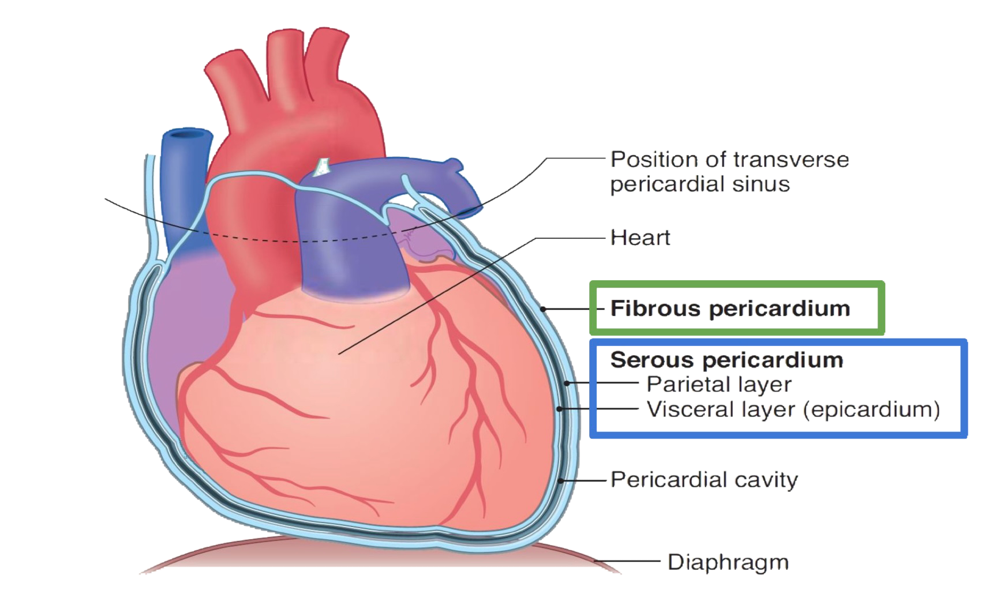 Position of transverse
pericardial sinus
Heart
Fibrous pericardium
Serous pericardium
Parietal layer
Visceral layer (epicardium)
Pericardial cavity
Diaphragm